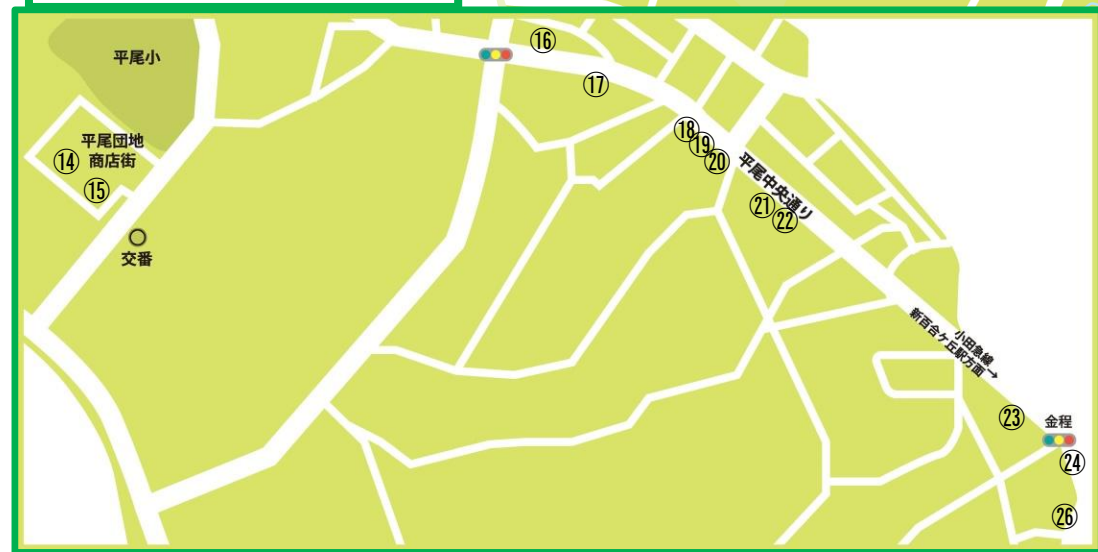 平尾小
平尾団地
商店街
⑭
⑮
交番
⑯
⑰
⑱
⑲
⑳
平尾中央通り
㉑
㉒
小田急線
新百合ケ丘駅方面→
㉓
金程
㉔
㉖